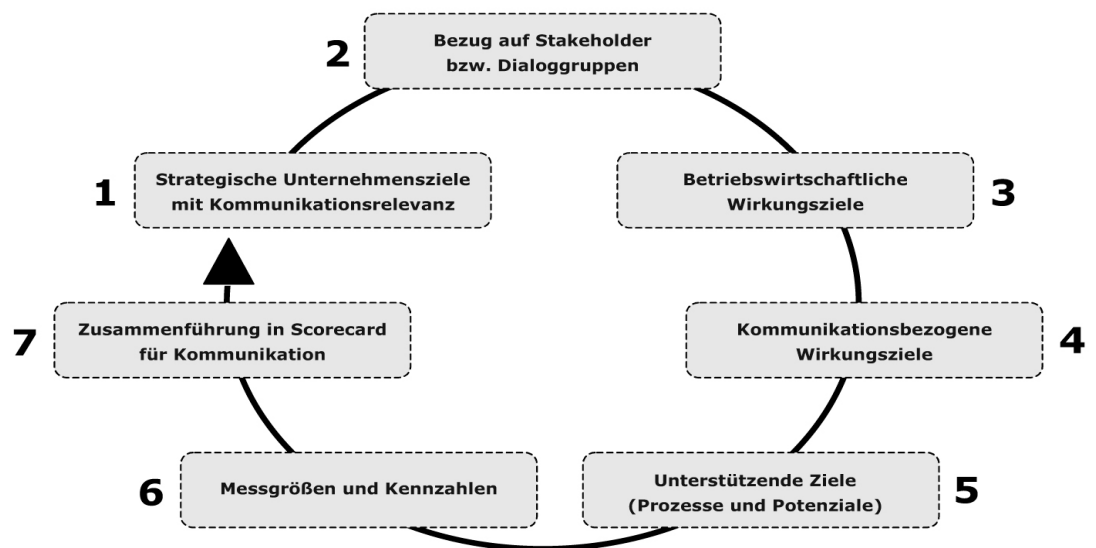 2
Bezug auf Stakeholder
bzw. Dialoggruppen
1
Strategische Unternehmensziele
mit Kommunikationsrelevanz
Betriebswirtschaftliche
Wirkungsziele
3
7
Zusammenführung in Scorecard
für Kommunikation
Kommunikationsbezogene
Wirkungsziele
4
6
Messgrößen und Kennzahlen
Unterstützende Ziele
(Prozesse und Potenziale)
5